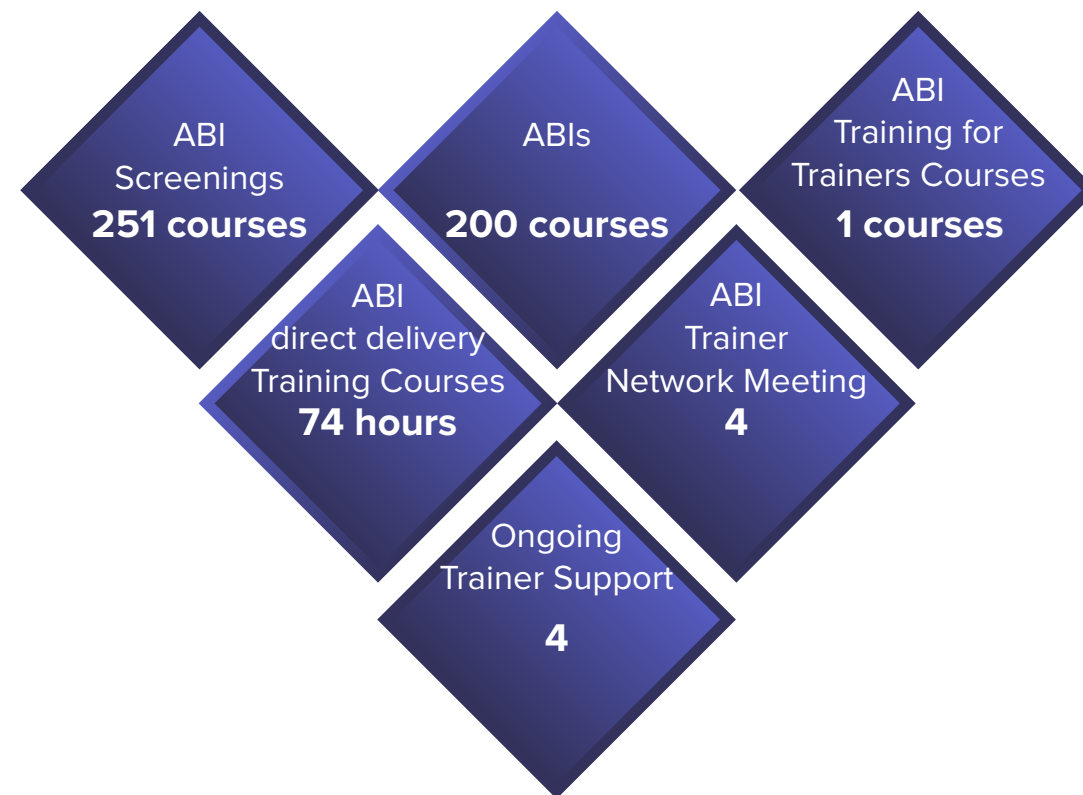 ABI
Screenings
251 courses
ABIs
200 courses
ABI
Training for
Trainers Courses
1 courses
ABI
direct delivery
Training Courses
74 hours
ABI
Trainer
Network Meeting
4
Ongoing
Trainer Support
4